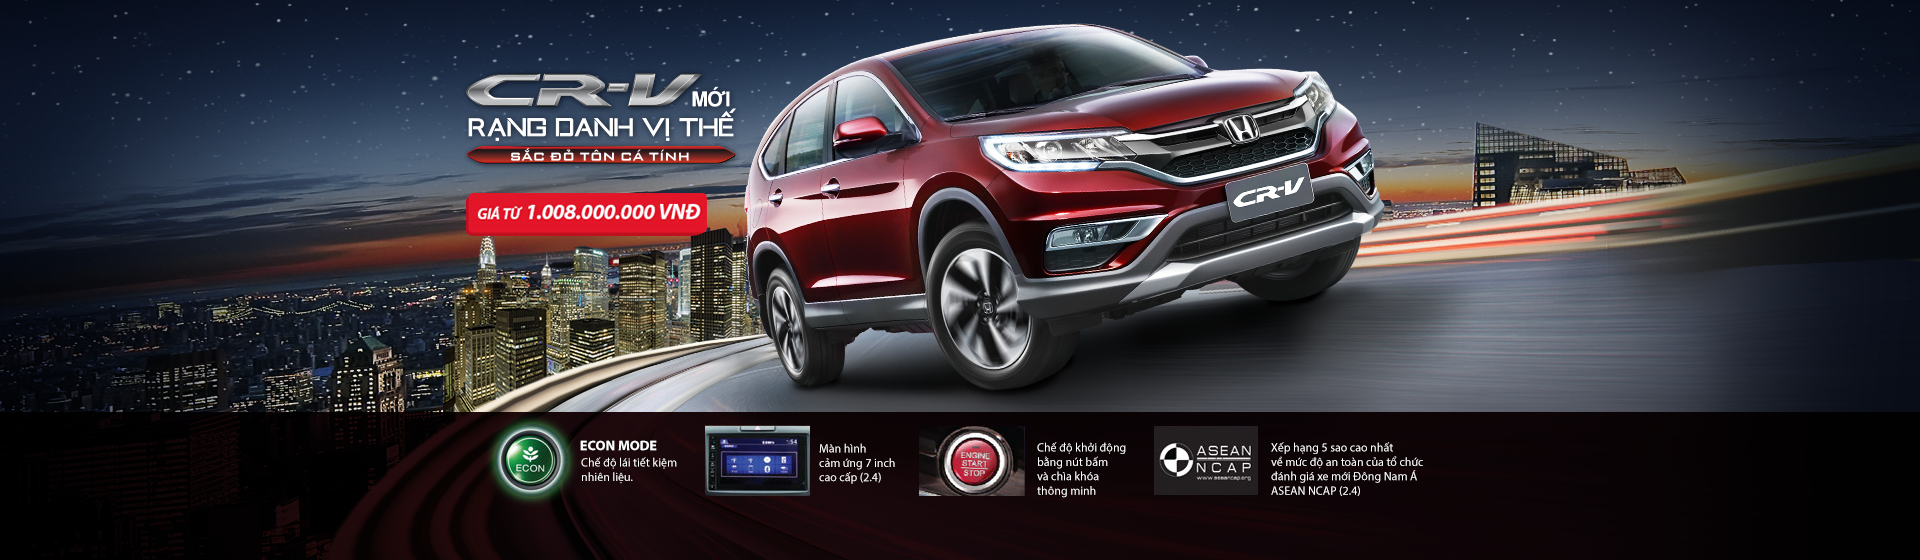 CR-V MỚI
RẠNG DANH VỊ THẾ
SẮC ĐỎ TÔN CÁ TÍNH
GIÁ TỪ 1.008.000.000 VNĐ
CR-V
ECON
ECON MODE
Chế độ lái tiết kiệm
nhiên liệu.
Màn hình
cảm ứng 7 inch
cao cấp (2.4)
ENGINE
START
STOP
Chế độ khởi động
bằng nút bấm
và chìa khóa
thông minh
ASEAN
NCAP
www.aseancap.org
Xếp hạng 5 sao cao nhất
về mức độ an toàn của tổ chức
đánh giá xe mới Đông Nam Á
ASEAN NCAP (2.4)